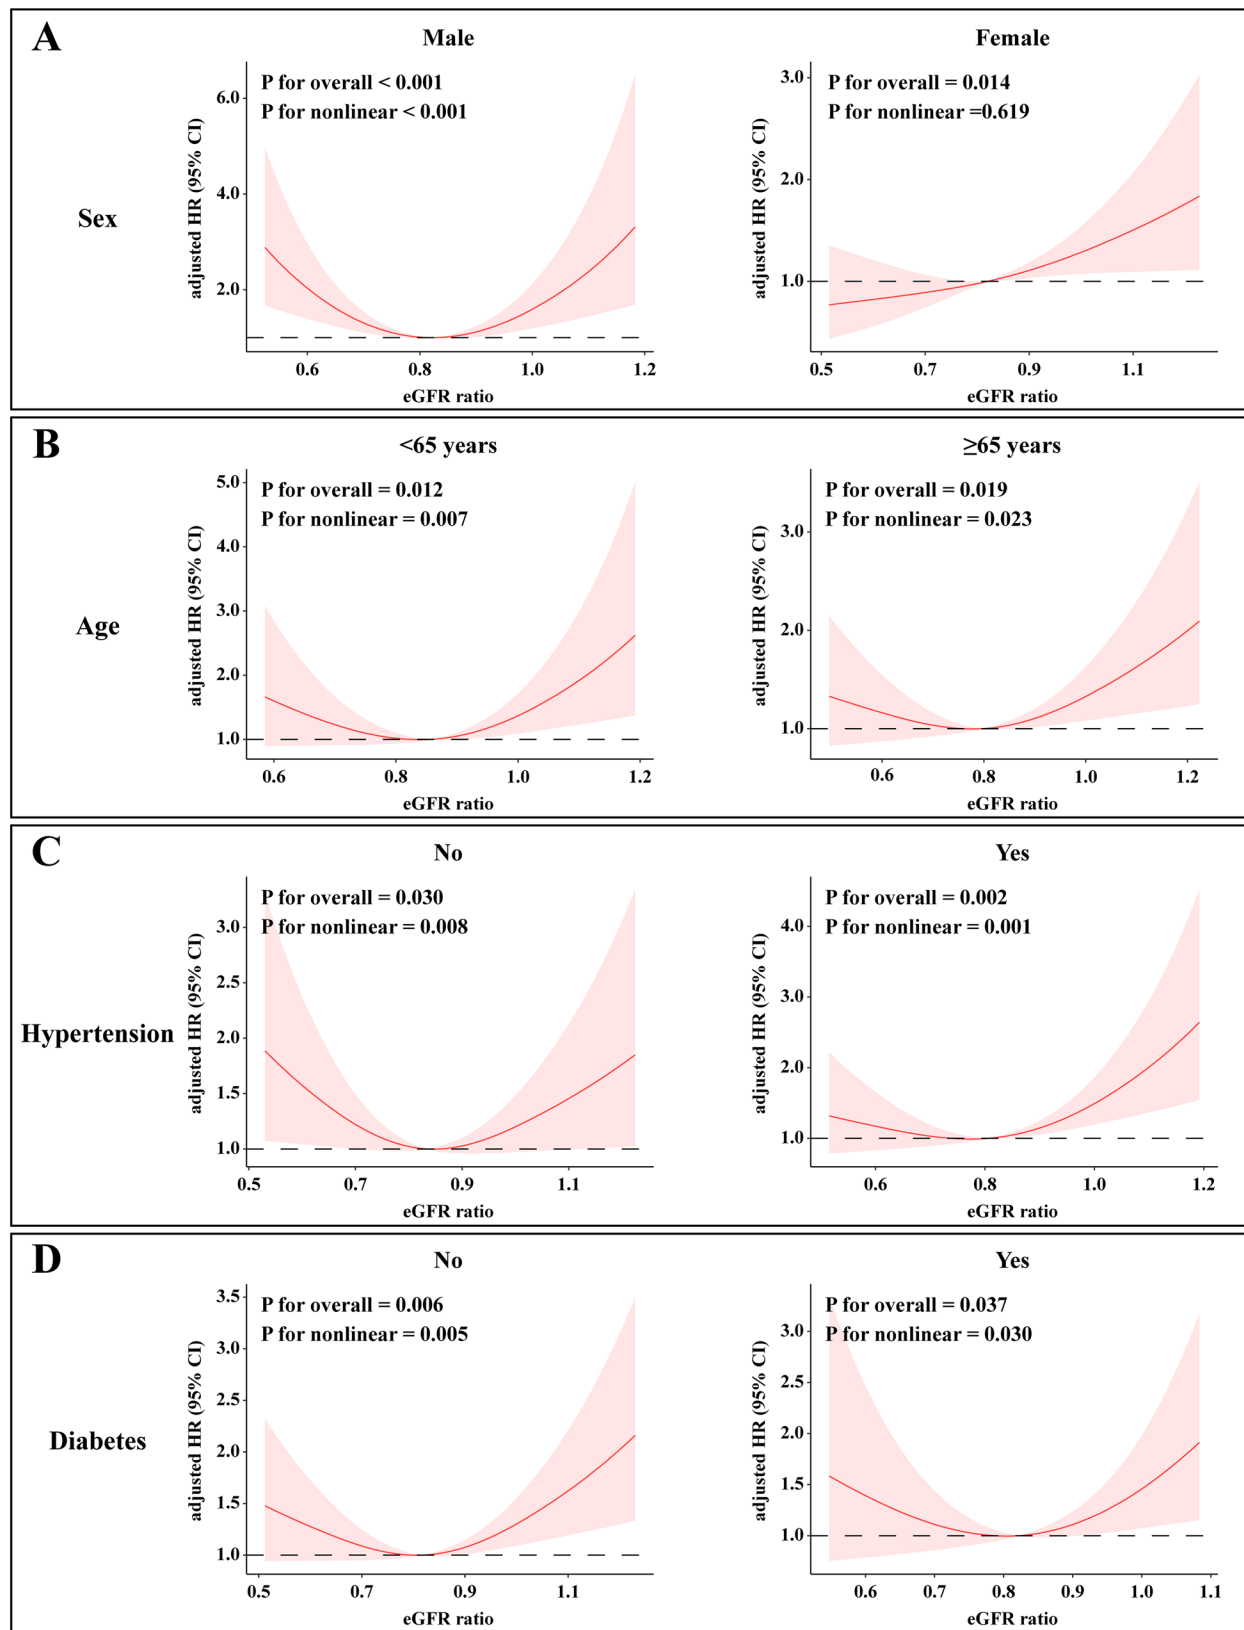 A
Male
Female
P for overall < 0.001
P for nonlinear < 0.001
P for overall = 0.014
P for nonlinear =0.619
Sex
adjusted HR (95% CI)
6.0
4.0
2.0
0.6 0.8 1.0 1.2
eGFR ratio
adjusted HR (95% CI)
3.0
2.0
1.0
0.5 0.7 0.9 1.1
eGFR ratio
B
<65 years
≥65 years
P for overall = 0.012
P for nonlinear = 0.007
P for overall = 0.019
P for nonlinear = 0.023
Age
adjusted HR (95% CI)
5.0
4.0
3.0
2.0
1.0
0.6 0.8 1.0 1.2
eGFR ratio
adjusted HR (95% CI)
3.0
2.0
1.0
0.6 0.8 1.0 1.2
eGFR ratio
C
No
Yes
P for overall = 0.030
P for nonlinear = 0.008
P for overall = 0.002
P for nonlinear = 0.001
Hypertension
adjusted HR (95% CI)
3.0
2.5
2.0
1.5
1.0
0.5 0.7 0.9 1.1
eGFR ratio
adjusted HR (95% CI)
4.0
3.0
2.0
1.0
0.6 0.8 1.0 1.2
eGFR ratio
D
No
Yes
P for overall = 0.006
P for nonlinear = 0.005
P for overall = 0.037
P for nonlinear = 0.030
Diabetes
adjusted HR (95% CI)
3.5
3.0
2.5
2.0
1.5
1.0
0.5 0.7 0.9 1.1
eGFR ratio
adjusted HR (95% CI)
3.0
2.5
2.0
1.5
1.0
0.6 0.7 0.8 0.9 1.0 1.1
eGFR ratio